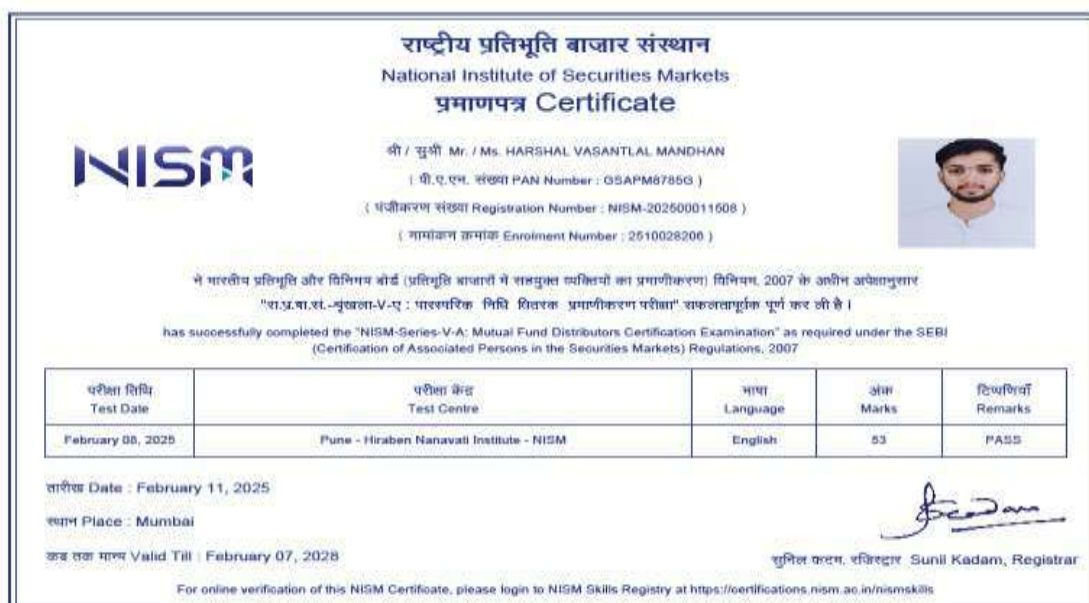 राष्ट्रीय प्रतिभूति बाजार संस्थान
National Institute of Securities Markets
प्रमाणपत्र Certificate
NISM
श्री / सुश्री Mr. / Ms. HARSHAL VASANTLAL MANDHAN
( पी.ए.एन. संख्या PAN Number : GSAPM8785G )
( पंजीकरण संख्या Registration Number : NISM-202500011508 )
( नामांकन क्रमांक Enrolment Number : 2510028206 )
ने भारतीय प्रतिभूति और विनिमय बोर्ड (प्रतिभूति बाजारों में सहयुक्त व्यक्तियों का प्रमाणीकरण) विनियम, 2007 के अधीन अपेक्षानुसार
"रा.प्र.बा.सं.-शृंखला-V-ए : पारस्परिक निधि वितरक प्रमाणीकरण परीक्षा" सफलतापूर्वक पूर्ण कर ली है ।
has successfully completed the "NISM-Series-V-A: Mutual Fund Distributors Certification Examination" as required under the SEBI
(Certification of Associated Persons in the Securities Markets) Regulations, 2007
परीक्षा तिथि परीक्षा केंद्र भाषा अंक टिप्पणियाँ
Test Date Test Centre Language Marks Remarks
February 08, 2025 Pune - Hiraben Nanavati Institute - NISM English 53 PASS
तारीख Date : February 11, 2025
स्थान Place : Mumbai
कब तक मान्य Valid Till : February 07, 2028
सुनिल कदम, रजिस्ट्रार Sunil Kadam, Registrar
For online verification of this NISM Certificate, please login to NISM Skills Registry at https://certifications.nism.ac.in/nismskills